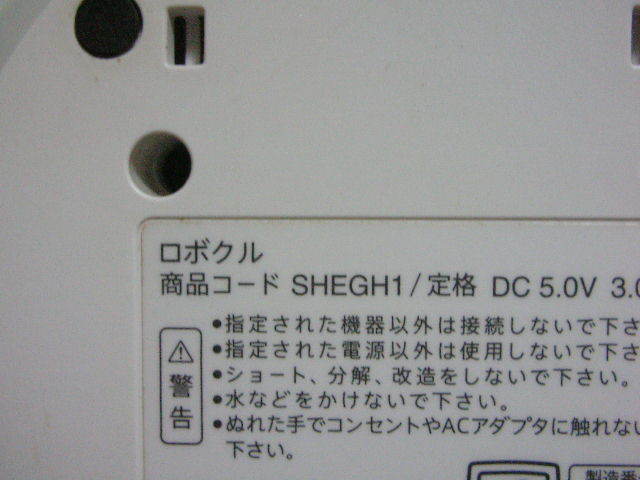 ロボクル
商品コード SHEGH1 / 定格 DC 5.0V 3.0
警告
•指定された機器以外は接続しないで下さ
•指定された電源以外は使用しないで下さ
•ショート、分解、改造をしないで下さい。
•水などをかけないで下さい。
•ぬれた手でコンセントやACアダプタに触れない
下さい。
製造番